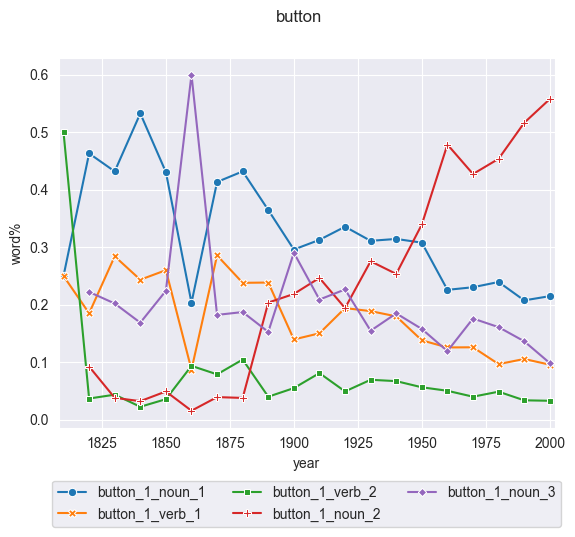 button
0.6
0.5
0.4
0.3
0.2
0.1
0.0
word%
1825 1850 1875 1900 1925 1950 1975 2000
year
button_1_noun_1 button_1_verb_2 button_1_noun_3
button_1_verb_1 button_1_noun_2